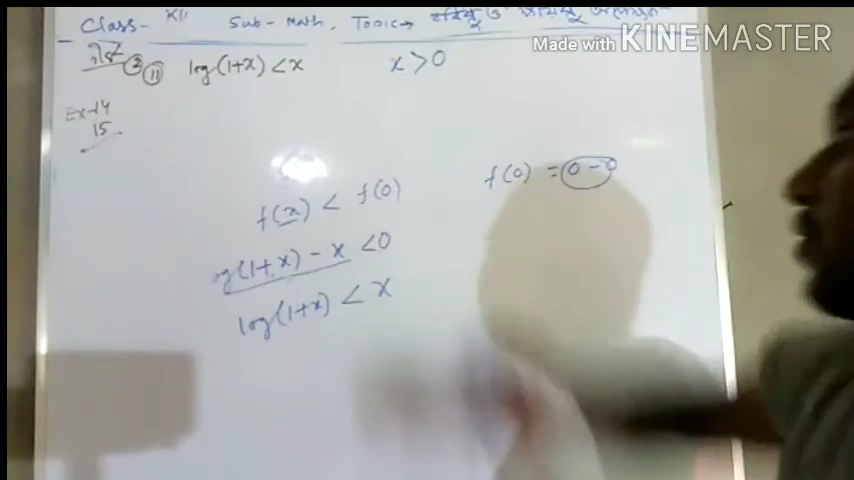 Class- XII Sub- Math, Topic→
Made with KINEMASTER
② ⑪ log(1+x) < x x > 0
Ex-14
15
f(0) = 0 - 0
f(x) < f(0)
log(1+x) - x < 0
log(1+x) < x